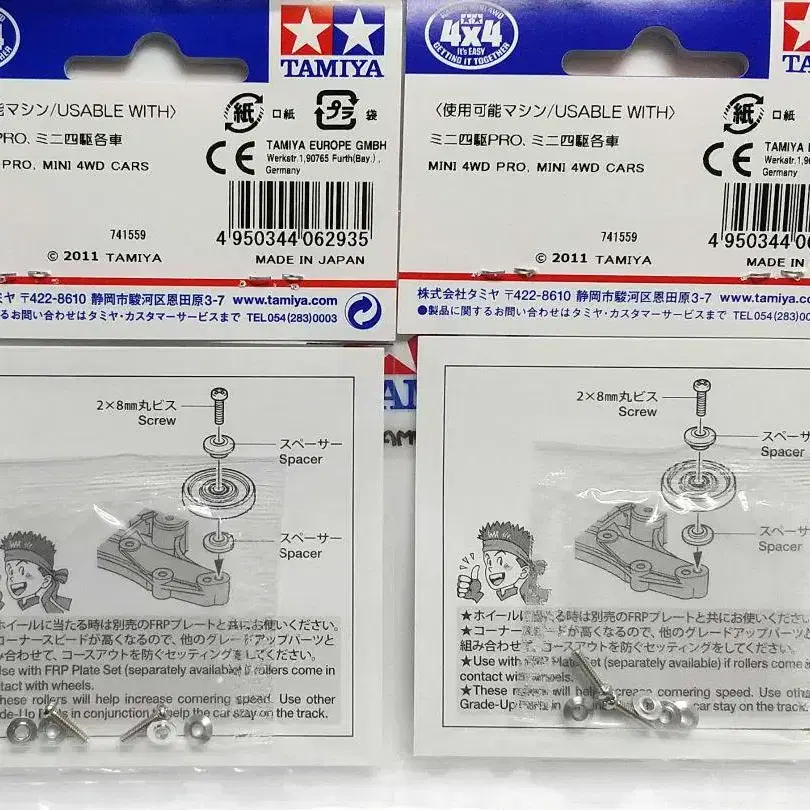 TAMIYA
能マシン/USABLE WITH〉
PRO、ミニ四駆各車
PRO, MINI 4WD CARS
紙
口紙
プラ
袋
CE
TAMIYA EUROPE GMBH
Werkstr.1,90765 Furth(Bay).,
Germany
741559
4 950344 062935
© 2011 TAMIYA
MADE IN JAPAN
ミヤ 〒422-8610 静岡市駿河区恩田原3-7 www.tamiya.com
るお問い合わせはタミヤ・カスタマーサービスまで TEL054(283)0003
2×8mm丸ビス
Screw
スペーサー
Spacer
スペーサー
Spacer
ホイールに当たる時は別売のFRPプレートと共にお使いください。
コーナースピードが高くなるので、他のグレードアップパーツと
み合わせて、コースアウトを防ぐセッティングをしてください。
Use with FRP Plate Set (separately available) if rollers come in
contact with wheels.
These rollers will help increase cornering speed. Use other
Grade-Up in conjunction help the car stay on the track.
4x4
It's EASY
GETTING IT TOGETHER
〈使用可能マシン/USABLE WITH〉
ミニ四駆PRO、ミニ四駆各車
MINI 4WD PRO, MINI 4WD CARS
紙
口紙
CE
TAMIYA
Werkstr.1,90
Germany
741559
4 950344 0
© 2011 TAMIYA
MADE IN
株式会社タミヤ 〒422-8610 静岡市駿河区恩田原3-7 www.tamiya.
●製品に関するお問い合わせはタミヤ・カスタマーサービスまで TEL054(283)
2×8mm丸ビス
Screw
スペーサ
Spacer
スペーサ
Spacer
★ホイールに当たる時は別売のFRPプレートと共にお使いくださ
★コーナースピードが高くなるので、他のグレードアップパー
組み合わせて、コースアウトを防ぐセッティングをしてください。
★Use with Set (separately available) if rollers come
contact with wheels.
★These will help increase cornering speed. Use oth
Grade-Up Parts in car stay on the track.